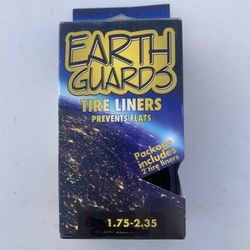 EARTH
GUARDS
TIRE LINERS
PREVENTS FLATS
Package
includes
2 tire liners
1.75-2.35